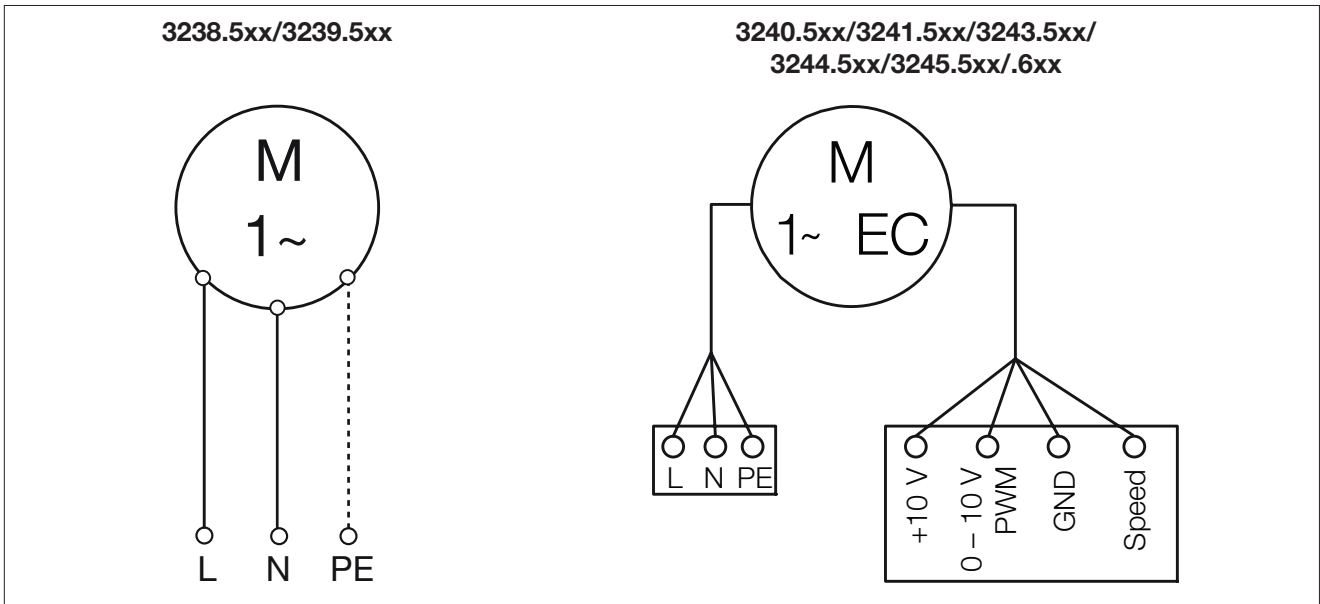 3238.5xx/3239.5xx
M
1~
L N PE
3240.5xx/3241.5xx/3243.5xx/
3244.5xx/3245.5xx/.6xx
M
1~ EC
L N PE
+10 V
0 – 10 V
PWM
GND
Speed